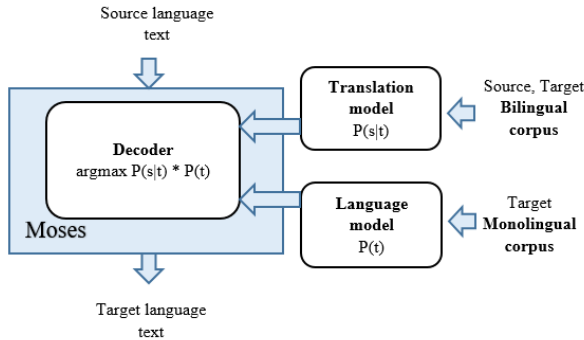 Source language
text
Translation
model
P(s|t)
Source, Target
Bilingual
corpus
Decoder
argmax P(s|t) * P(t)
Moses
Language
model
P(t)
Target
Monolingual
corpus
Target language
text